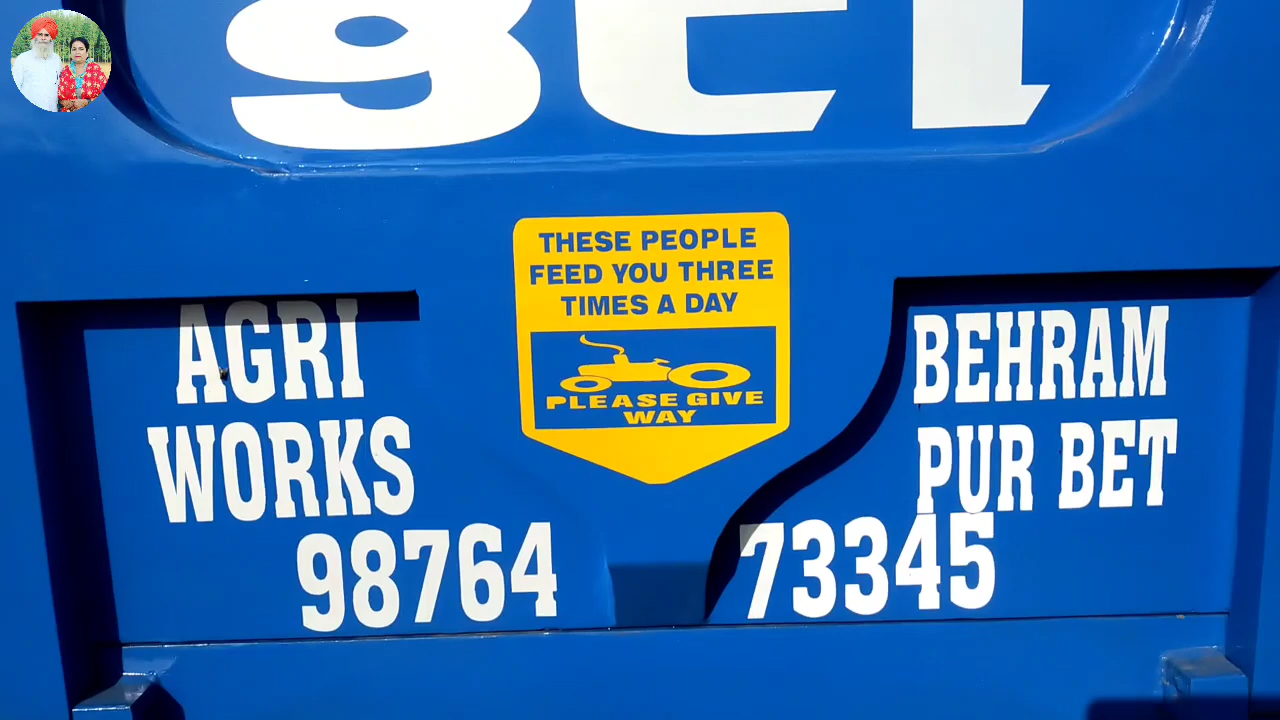 THESE PEOPLE
FEED YOU THREE
TIMES A DAY
PLEASE GIVE
WAY
AGRI
WORKS
BEHRAM
PUR BET
98764 73345